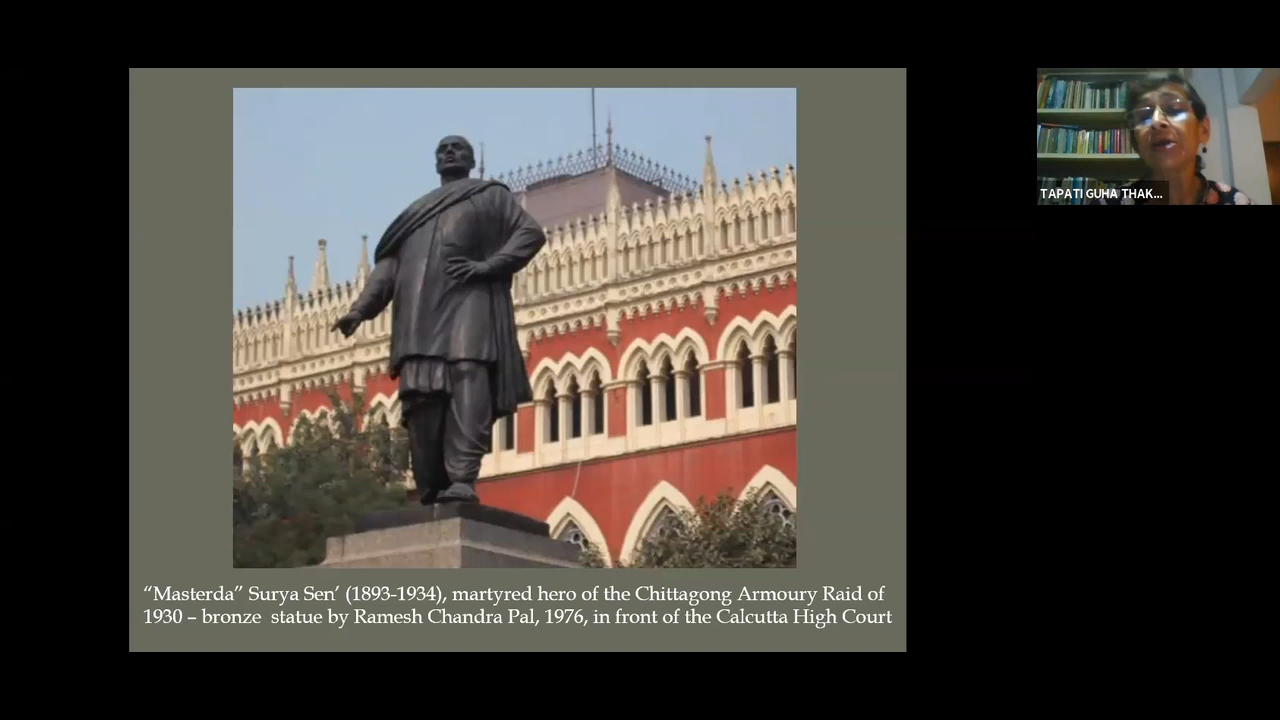 “Masterda” Surya Sen’ (1893-1934), martyred hero of the Chittagong Armoury Raid of
1930 – bronze  statue by Ramesh Chandra Pal, 1976, in front of the Calcutta High Court
TAPATI GUHA THAK...